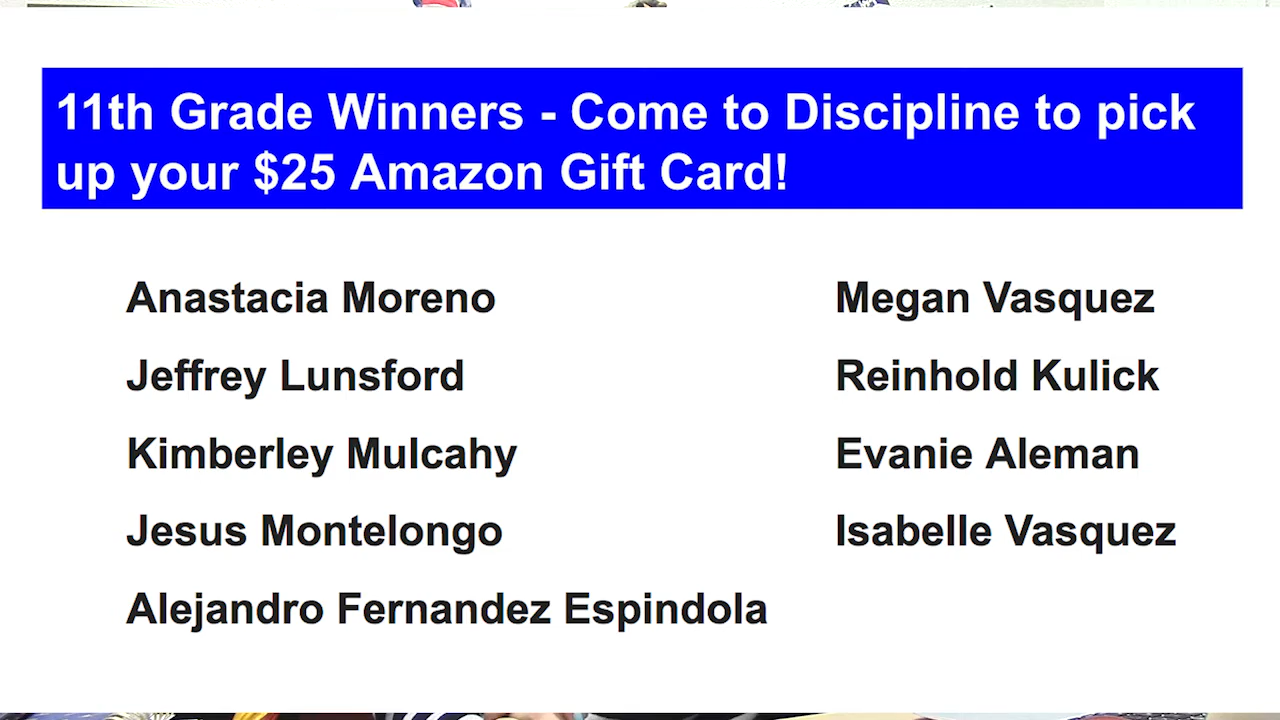 11th Grade Winners - Come to Discipline to pick
up your $25 Amazon Gift Card!
Anastacia Moreno
Jeffrey Lunsford
Kimberley Mulcahy
Jesus Montelongo
Alejandro Fernandez Espindola
Megan Vasquez
Reinhold Kulick
Evanie Aleman
Isabelle Vasquez